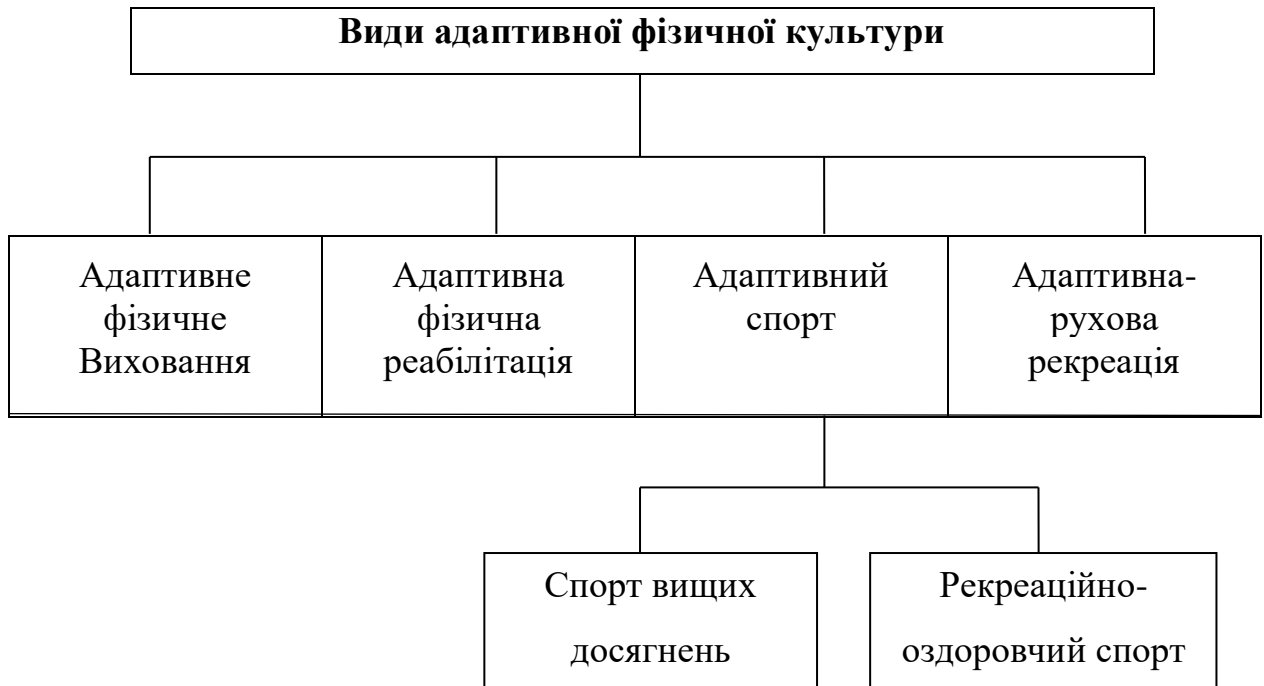 Види адаптивної фізичної культури
Адаптивне
фізичне
Виховання
Адаптивна
фізична
реабілітація
Адаптивний
спорт
Адаптивна-
рухова
рекреація
Спорт вищих
досягнень
Рекреаційно-
оздоровчий спорт